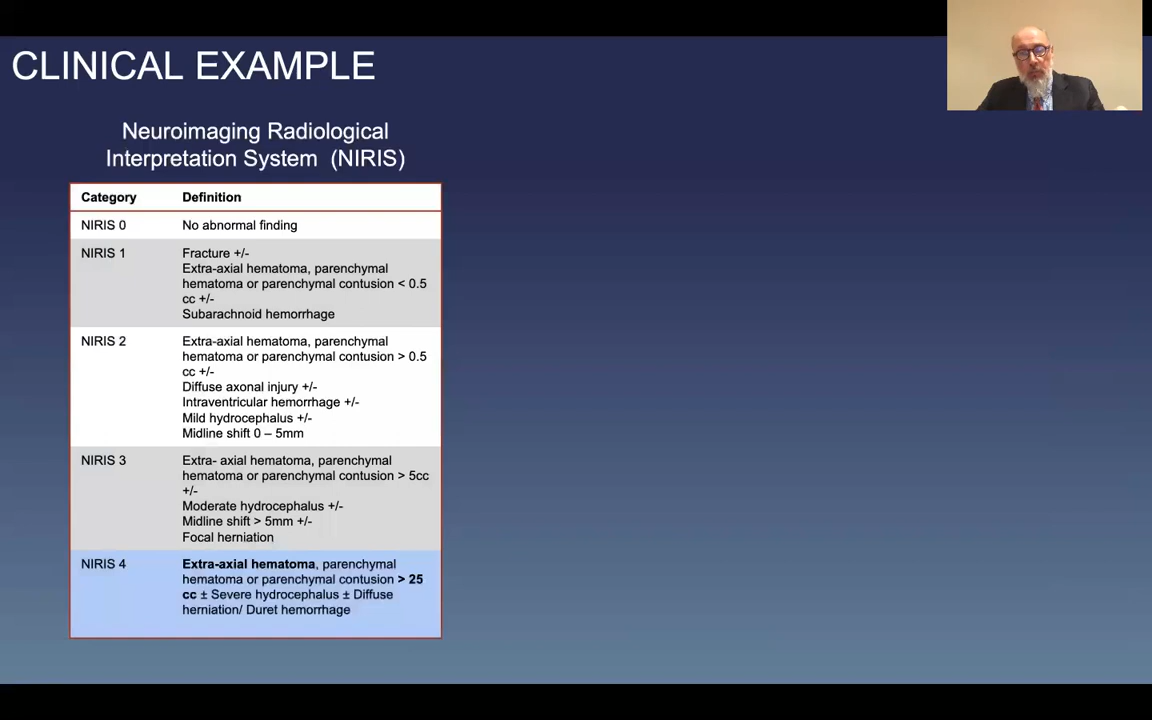 CLINICAL EXAMPLE
Neuroimaging Radiological
Interpretation System (NIRIS)
Category Definition
NIRIS 0 No abnormal finding
NIRIS 1 Fracture +/-
Extra-axial hematoma, parenchymal
hematoma or parenchymal contusion < 0.5
cc +/-
Subarachnoid hemorrhage
NIRIS 2 Extra-axial hematoma, parenchymal
hematoma or parenchymal contusion > 0.5
cc +/-
Diffuse axonal injury +/-
Intraventricular hemorrhage +/-
Mild hydrocephalus +/-
Midline shift 0 – 5mm
NIRIS 3 Extra- axial hematoma, parenchymal
hematoma or parenchymal contusion > 5cc
+/-
Moderate hydrocephalus +/-
Midline shift > 5mm +/-
Focal herniation
NIRIS 4 Extra-axial hematoma, parenchymal
hematoma or parenchymal contusion > 25
cc ± Severe hydrocephalus ± Diffuse
herniation/ Duret hemorrhage